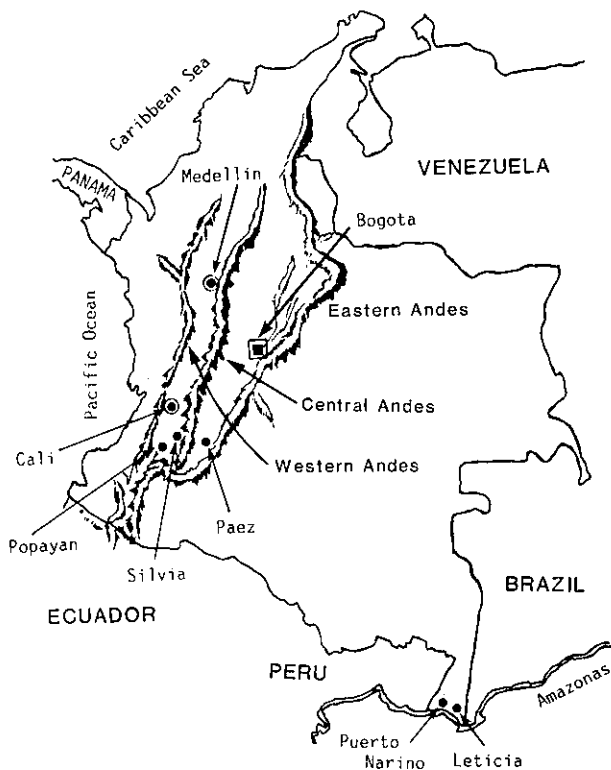 Caribbean Sea
PANAMA
Medellin
VENEZUELA
Bogota
Pacific Ocean
Eastern Andes
Central Andes
Cali
Western Andes
Popayan
Paez
Silvia
ECUADOR
BRAZIL
PERU
Amazonas
Puerto
Narino
Leticia